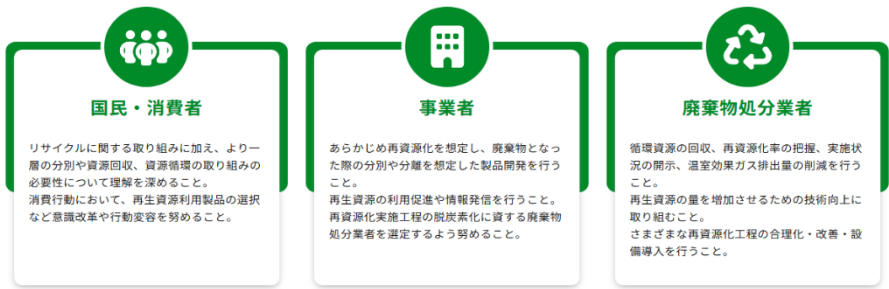 国民・消費者
リサイクルに関する取り組みに加え、より一
層の分別や資源回収、資源循環の取り組みの
必要性について理解を深めること。
消費行動において、再生資源利用製品の選択
など意識改革や行動変容を努めること。
事業者
あらかじめ再資源化を想定し、廃棄物となっ
た際の分別や分離を想定した製品開発を行う
こと。
再生資源の利用促進や情報発信を行うこと。
再資源化実施工程の脱炭素化に資する廃棄物
処分業者を選定するよう努めること。
廃棄物処分業者
循環資源の回収、再資源化率の把握、実施状
況の開示、温室効果ガス排出量の削減を行う
こと。
再生資源の量を増加させるための技術向上に
取り組むこと。
さまざまな再資源化工程の合理化・改善・設
備導入を行うこと。